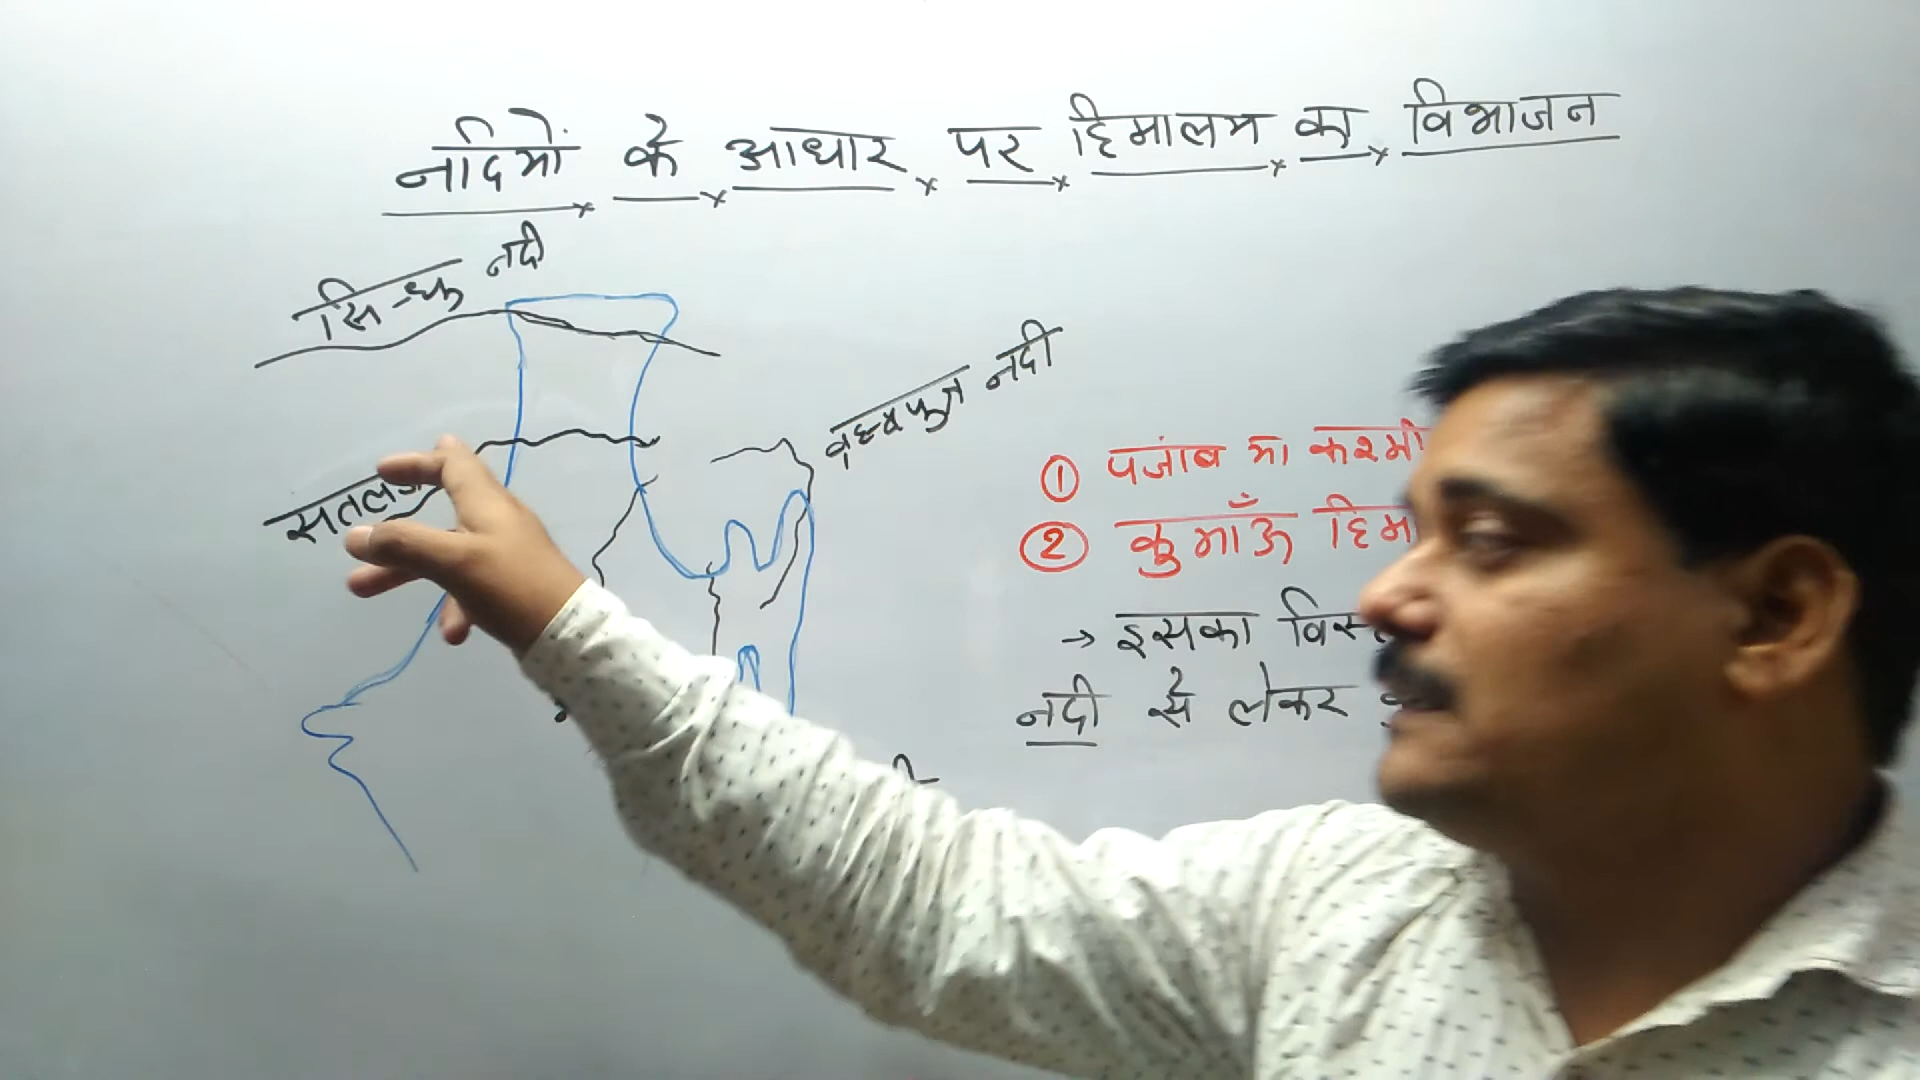 नदियों के आधार पर हिमालय का विभाजन
सिन्धु नदी
ब्रह्मपुत्र नदी
सतलज
① पंजाब या कश्मी
② कुमाँऊ हिम
→ इसका विस्त
नदी से लेकर